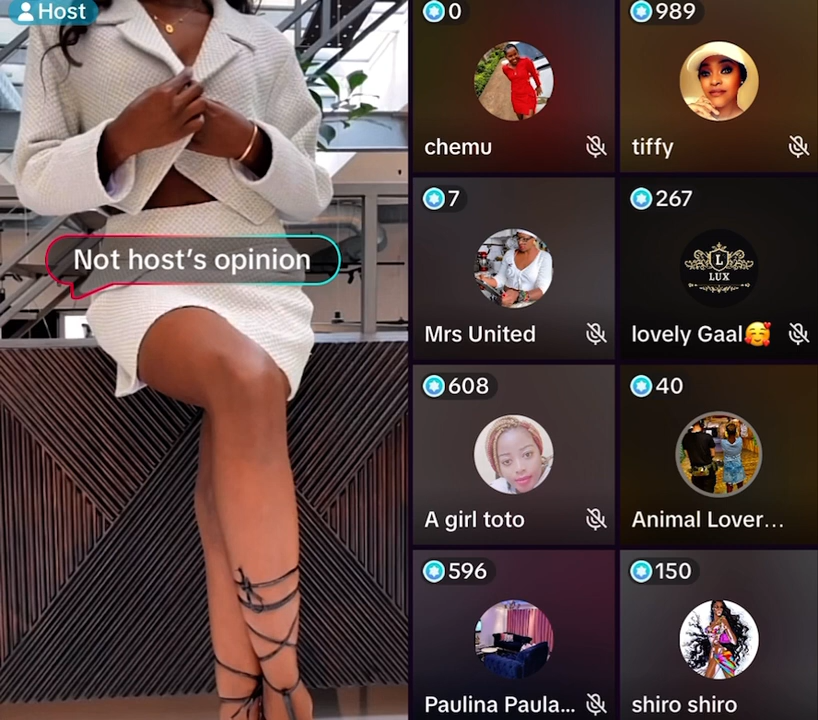 Host
Not host's opinion
0
989
chemu
tiffy
7
267
L
LUX
Mrs United
lovely Gaal🥰
608
40
A girl toto
Animal Lover...
596
150
Paulina Paula...
shiro shiro